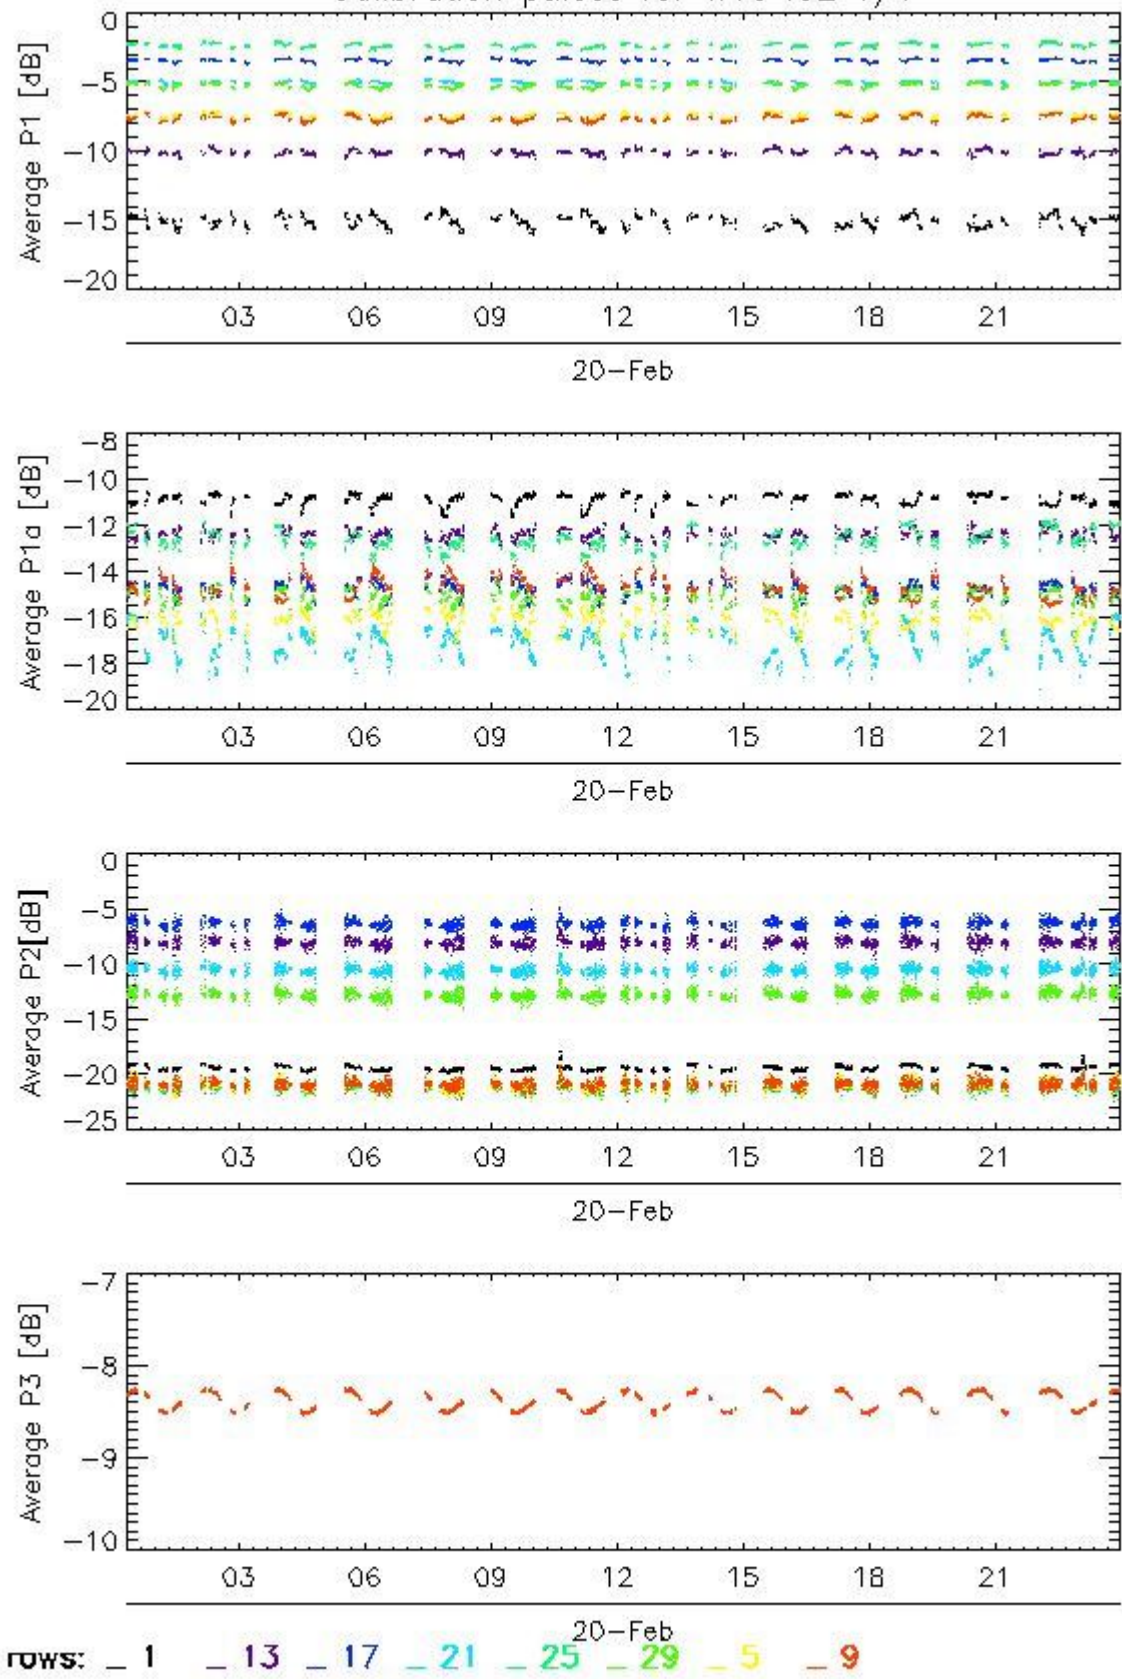 0
−5
−10
−15
−20
Average P1 [dB]
03 06 09 12 15 18 21
20−Feb
−8
−10
−12
−14
−16
−18
−20
Average P1a [dB]
03 06 09 12 15 18 21
20−Feb
0
−5
−10
−15
−20
−25
Average P2[dB]
03 06 09 12 15 18 21
20−Feb
−7
−8
−9
−10
Average P3 [dB]
03 06 09 12 15 18 21
20−Feb
rows: _ 1 _ 13 _ 17 _ 21 _ 25 _ 29 _ 5 _ 9